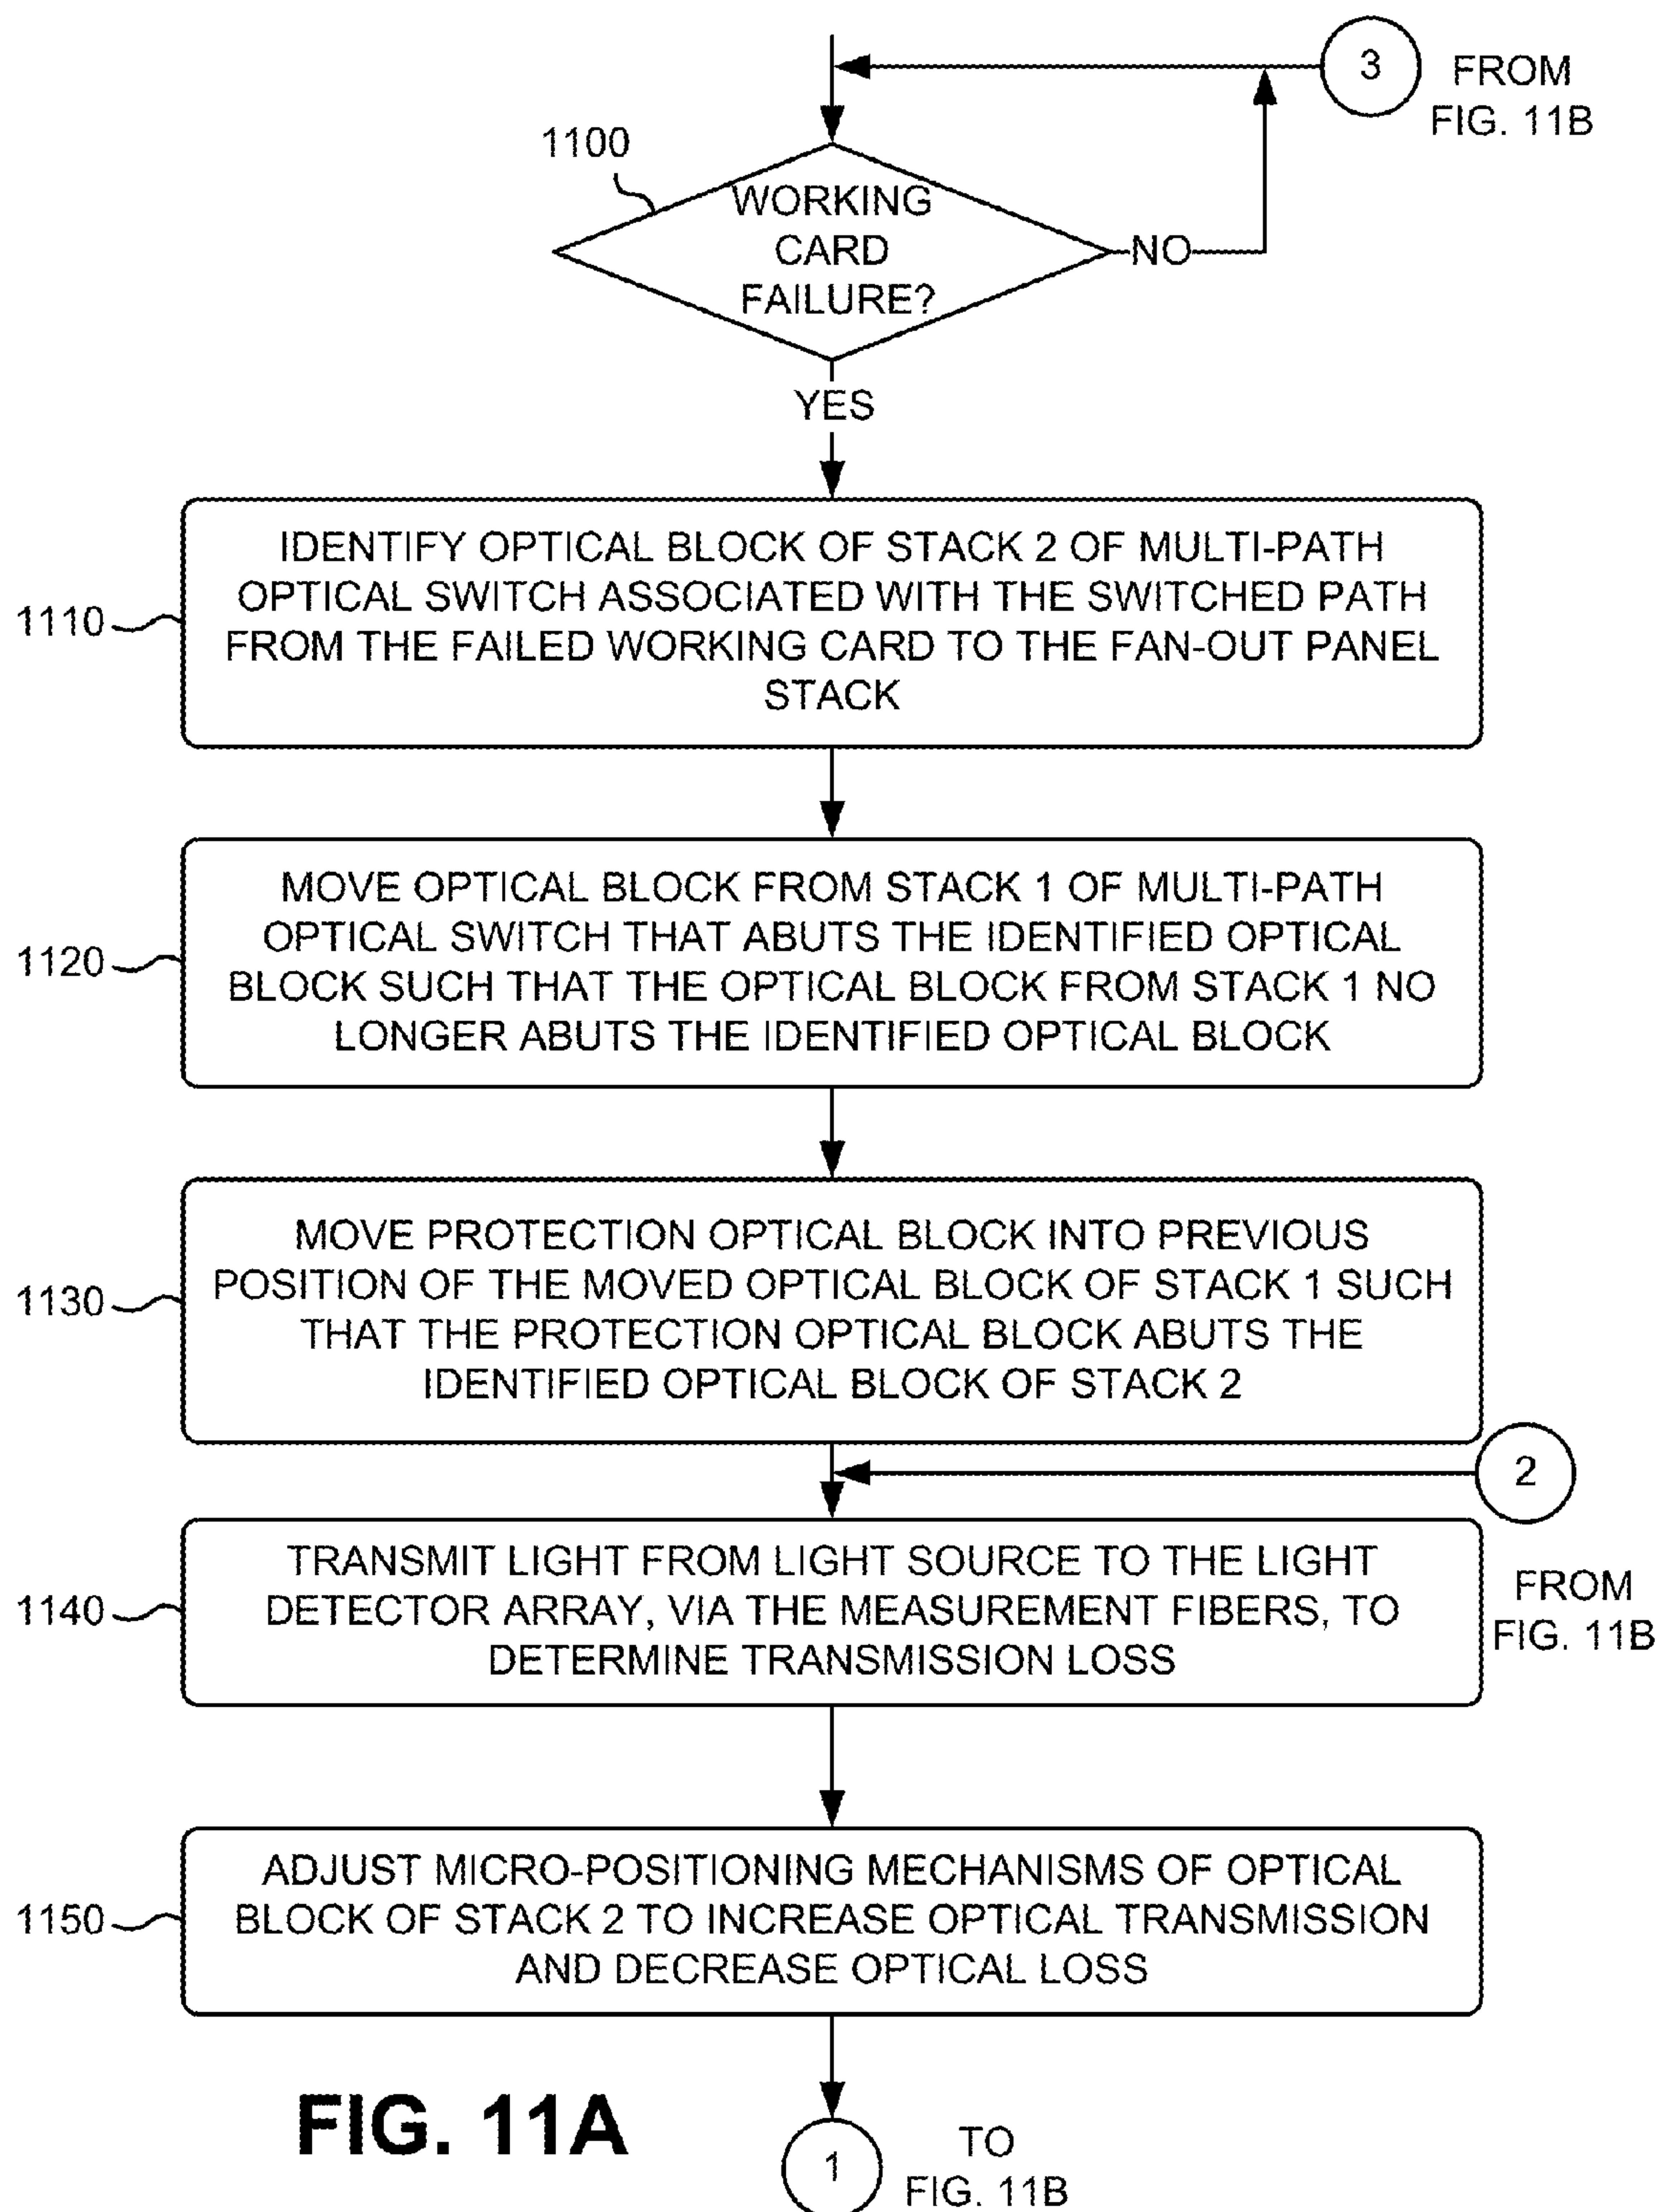 3
FROM
FIG. 11B
1100
WORKING
CARD
FAILURE?
NO
YES
1110
IDENTIFY OPTICAL BLOCK OF STACK 2 OF MULTI-PATH
OPTICAL SWITCH ASSOCIATED WITH THE SWITCHED PATH
FROM THE FAILED WORKING CARD TO THE FAN-OUT PANEL
STACK
1120
MOVE OPTICAL BLOCK FROM STACK 1 OF MULTI-PATH
OPTICAL SWITCH THAT ABUTS THE IDENTIFIED OPTICAL
BLOCK SUCH THAT THE OPTICAL BLOCK FROM STACK 1 NO
LONGER ABUTS THE IDENTIFIED OPTICAL BLOCK
1130
MOVE PROTECTION OPTICAL BLOCK INTO PREVIOUS
POSITION OF THE MOVED OPTICAL BLOCK OF STACK 1 SUCH
THAT THE PROTECTION OPTICAL BLOCK ABUTS THE
IDENTIFIED OPTICAL BLOCK OF STACK 2
2
FROM
FIG. 11B
1140
TRANSMIT LIGHT FROM LIGHT SOURCE TO THE LIGHT
DETECTOR ARRAY, VIA THE MEASUREMENT FIBERS, TO
DETERMINE TRANSMISSION LOSS
1150
ADJUST MICRO-POSITIONING MECHANISMS OF OPTICAL
BLOCK OF STACK 2 TO INCREASE OPTICAL TRANSMISSION
AND DECREASE OPTICAL LOSS
FIG. 11A
1
TO
FIG. 11B